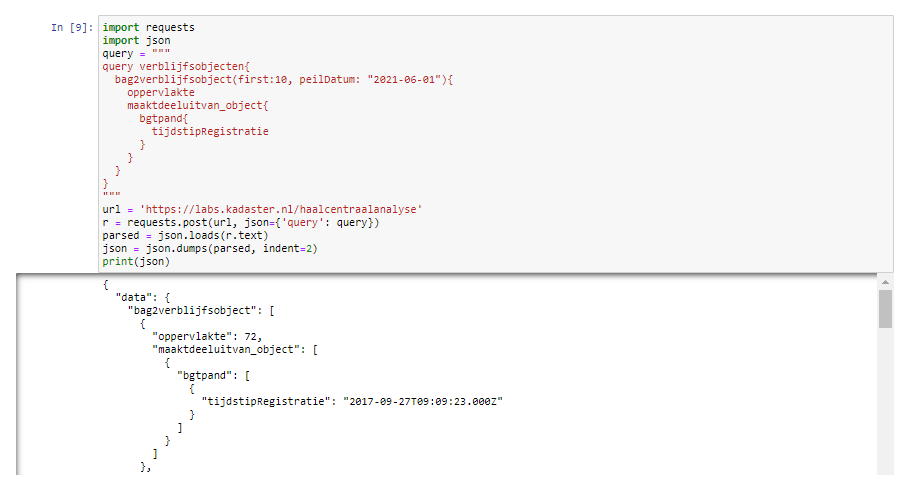 In [9]: import requests
import json
query = """
query verblijfsobjecten{
  bag2verblijfsobject(first:10, peilDatum: "2021-06-01"){
    oppervlakte
    maaktdeeluitvan_object{
      bgtpand{
        tijdstipRegistratie
      }
    }
  }
}
"""
url = 'https://labs.kadaster.nl/haalcentraalanalyse'
r = requests.post(url, json={'query': query})
parsed = json.loads(r.text)
json = json.dumps(parsed, indent=2)
print(json)
{
  "data": {
    "bag2verblijfsobject": [
      {
        "oppervlakte": 72,
        "maaktdeeluitvan_object": [
          {
            "bgtpand": [
              {
                "tijdstipRegistratie": "2017-09-27T09:09:23.000Z"
              }
            ]
          }
        ]
      },